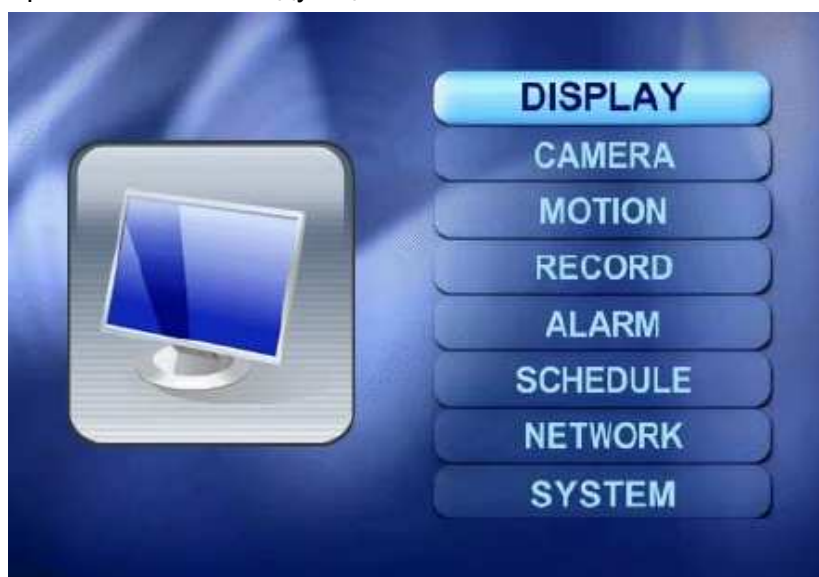 DISPLAY
CAMERA
MOTION
RECORD
ALARM
SCHEDULE
NETWORK
SYSTEM